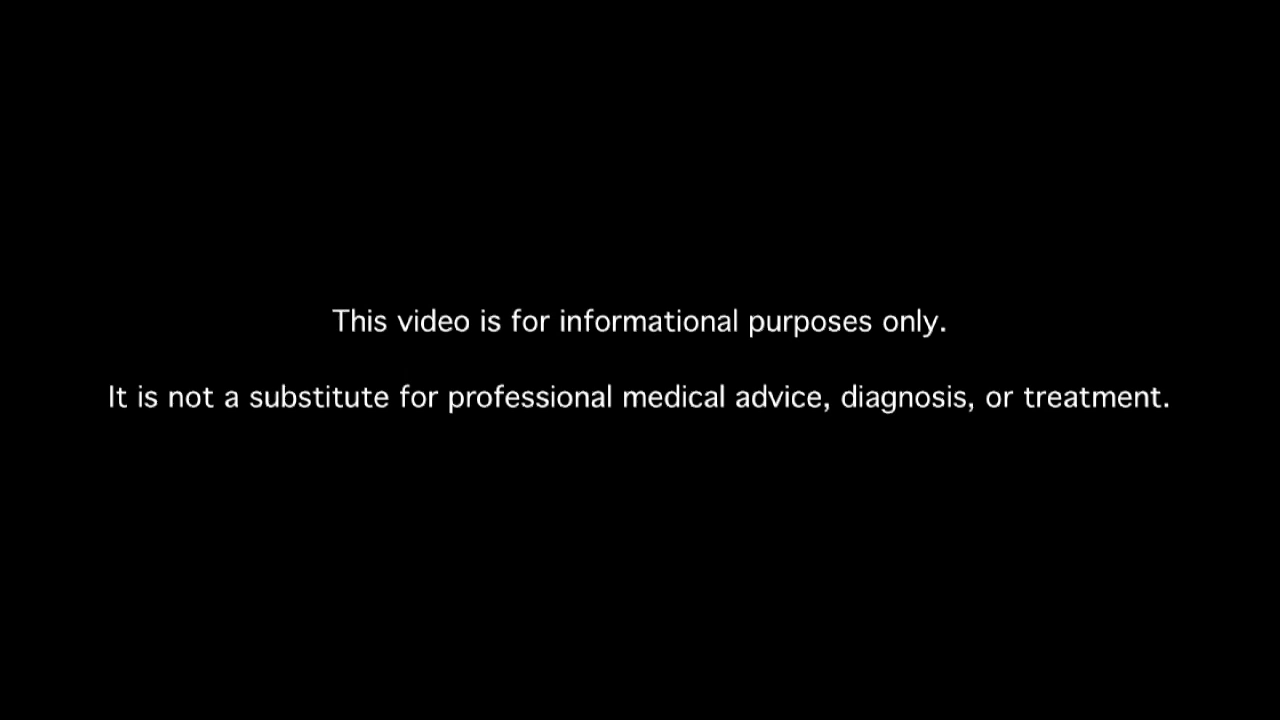 This video is for informational purposes only.
It is not a substitute for professional medical advice, diagnosis, or treatment.